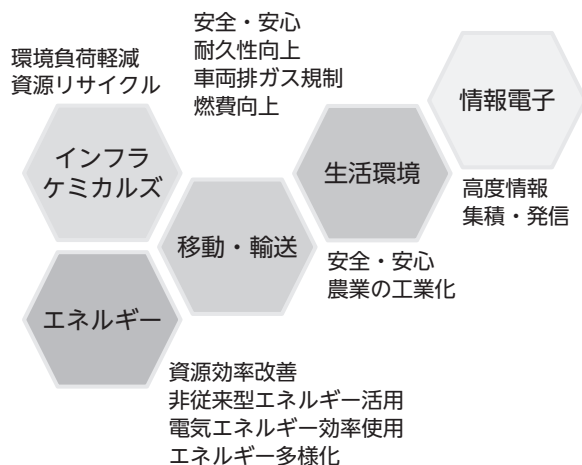 環境負荷軽減
資源リサイクル
インフラ
ケミカルズ
安全・安心
耐久性向上
車両排ガス規制
燃費向上
移動・輸送
生活環境
安全・安心
農業の工業化
情報電子
高度情報
集積・発信
エネルギー
資源効率改善
非従来型エネルギー活用
電気エネルギー効率使用
エネルギー多様化